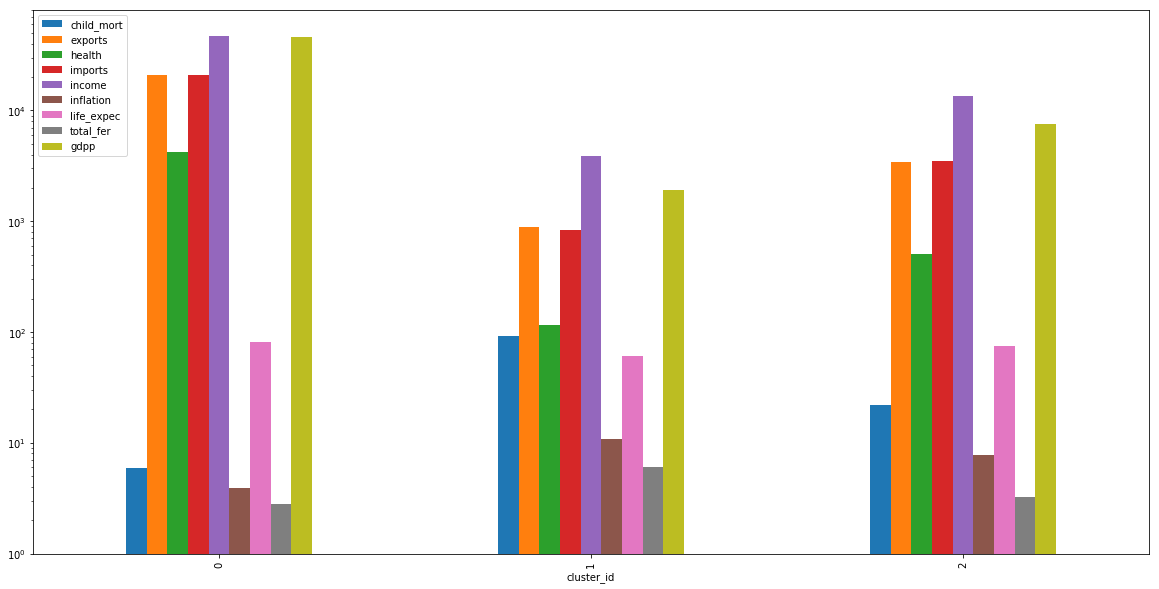 child_mort
exports
health
imports
income
inflation
life_expec
total_fer
gdpp
10⁴
10³
10²
10¹
10⁰
0
1
2
cluster_id